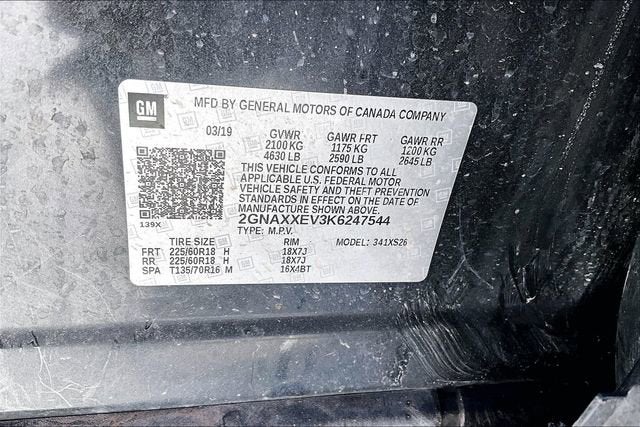 GM
MFD BY GENERAL MOTORS OF CANADA COMPANY
03/19 GVWR GAWR FRT GAWR RR
2100 KG 1175 KG 1200 KG
4630 LB 2590 LB 2645 LB
THIS VEHICLE CONFORMS TO ALL
APPLICABLE U.S. FEDERAL MOTOR
VEHICLE SAFETY AND THEFT PREVENTION
STANDARDS IN EFFECT ON THE DATE OF
MANUFACTURE SHOWN ABOVE.
139X 2GNAXXEV3K6247544
TYPE: M.P.V. MODEL: 341XS26
TIRE SIZE RIM
FRT 225/60R18 H 18X7J
RR 225/60R18 H 18X7J
SPA T135/70R16 M 16X4BT